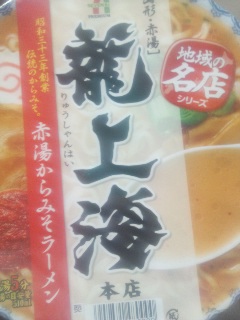 山形・赤湯
地域の
名店
シリーズ
昭和三十三年創業
伝統のからみそ。
龍上海
りゅうしゃんはい
赤湯からみそラーメン
本店